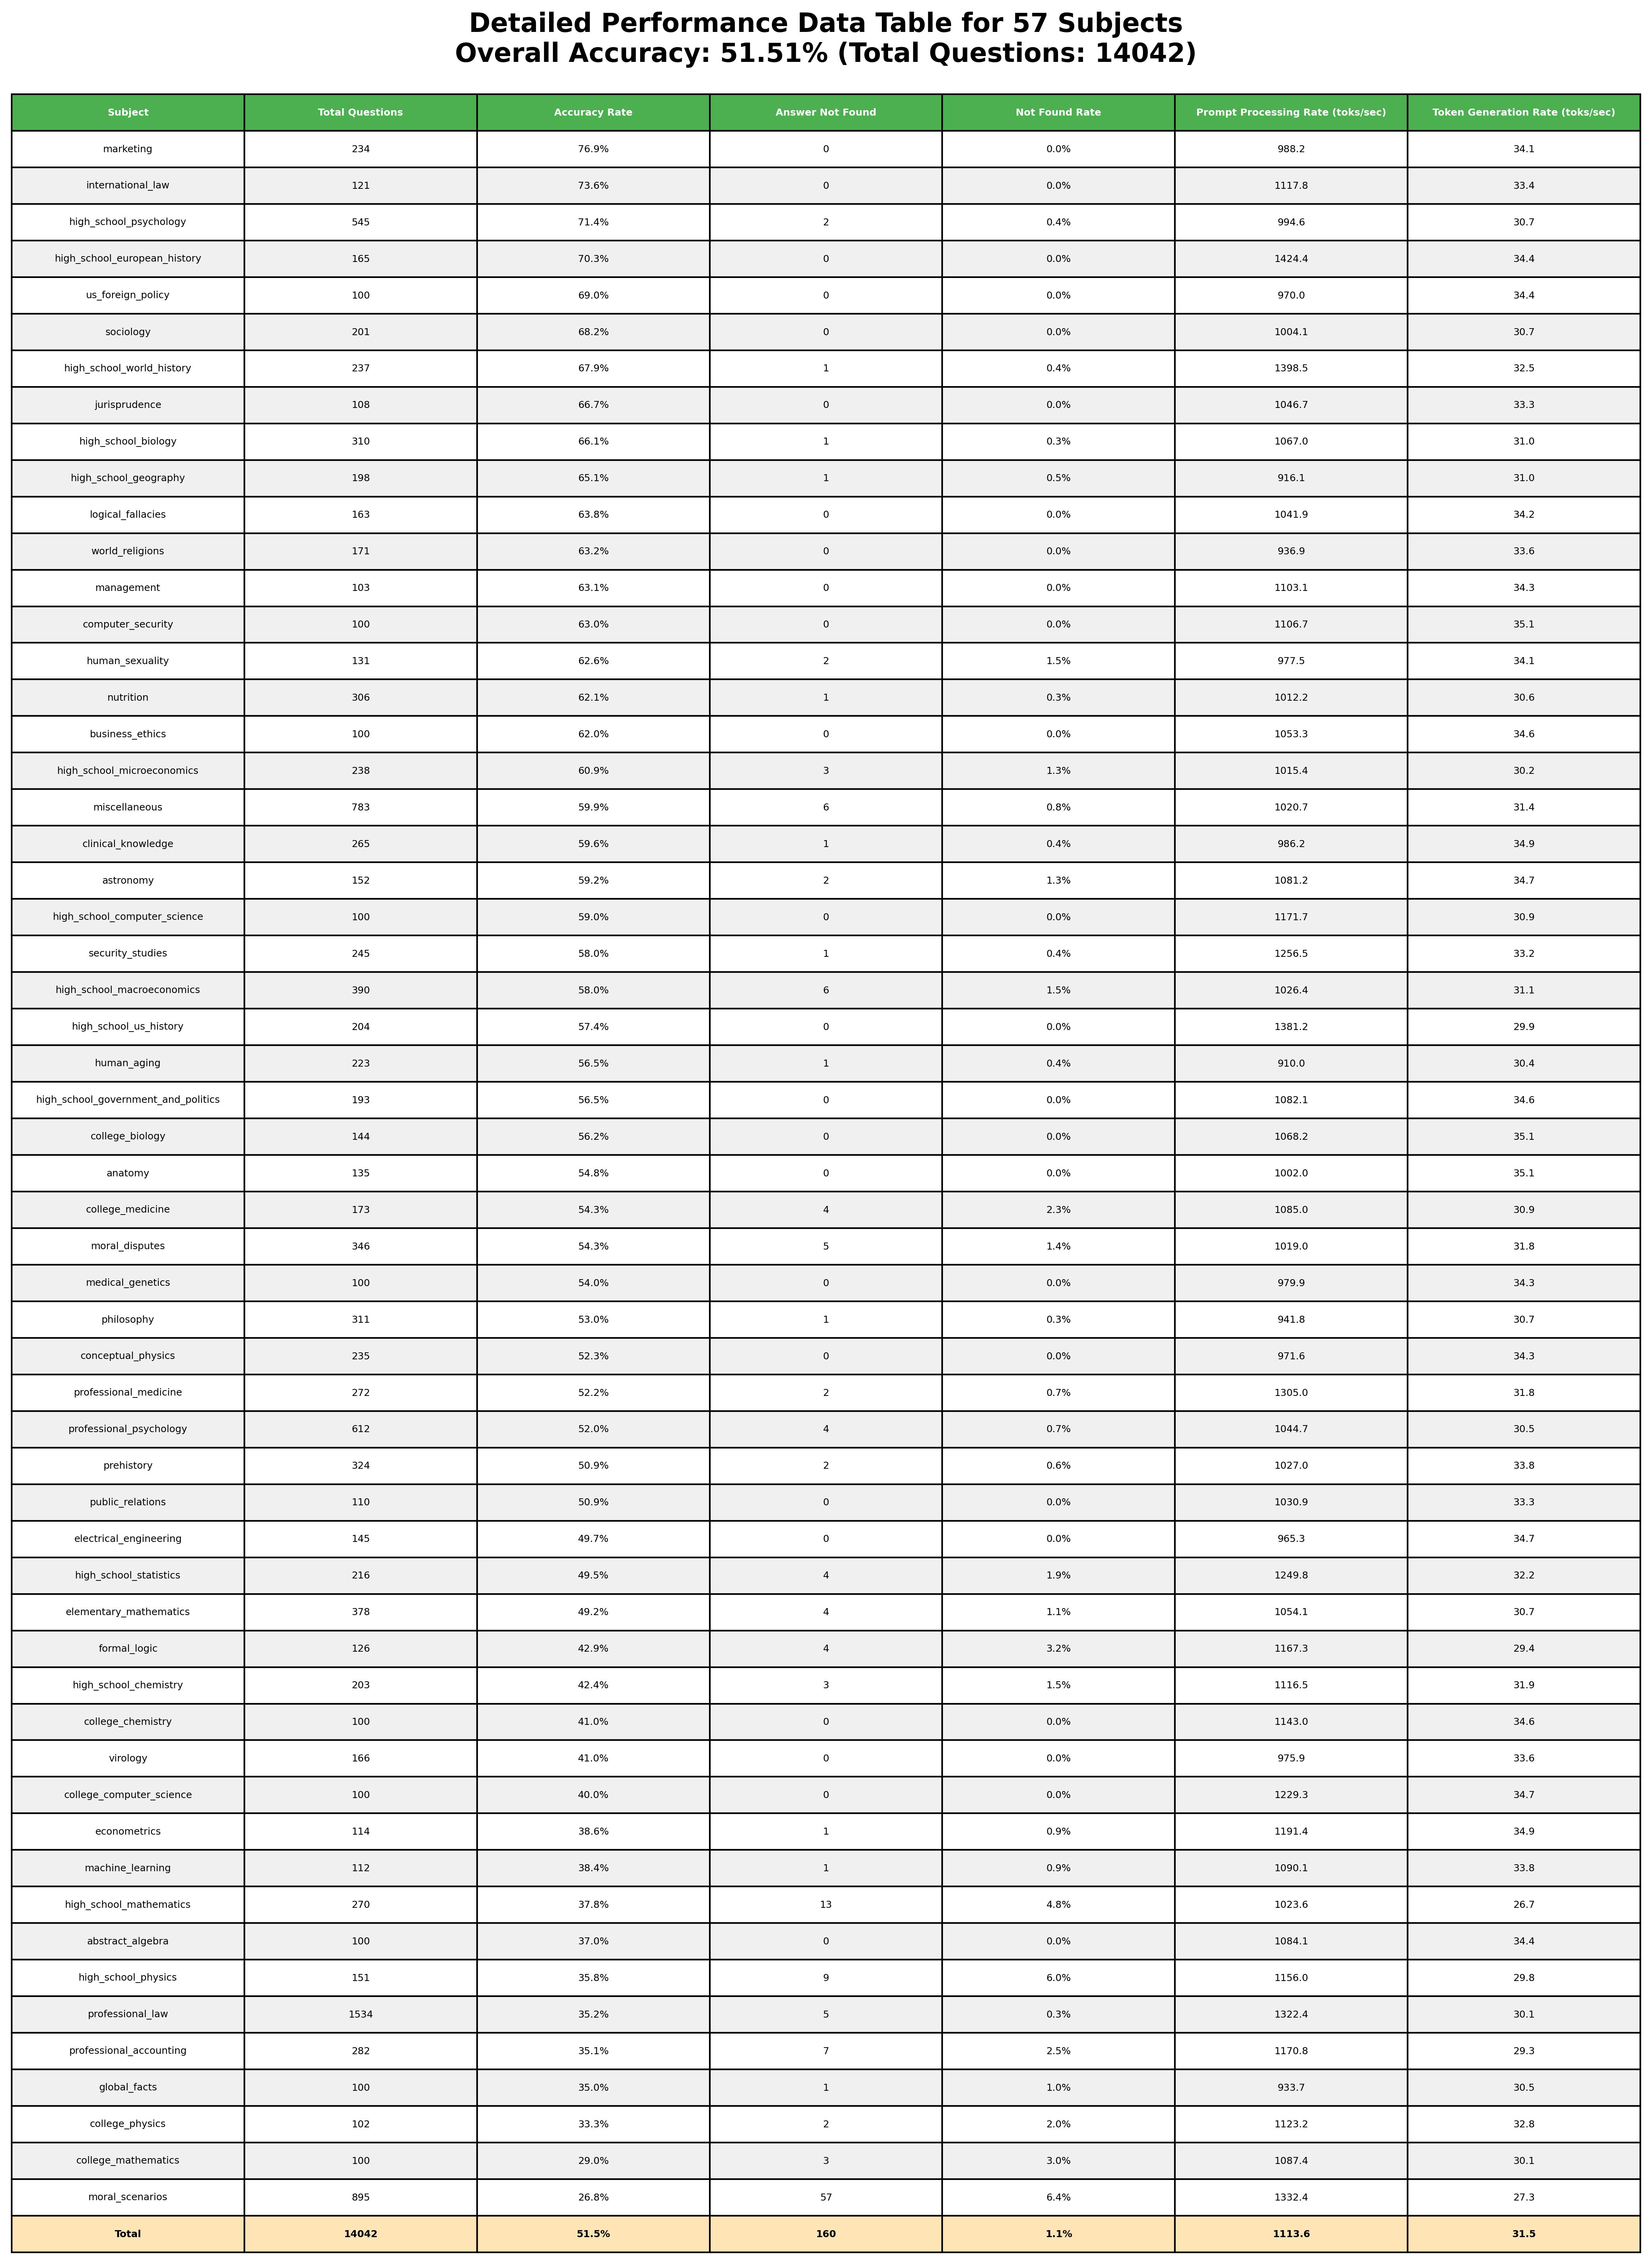 Detailed Performance Data Table for 57 Subjects
Overall Accuracy: 51.51% (Total Questions: 14042)
Subject Total Questions Accuracy Rate Answer Not Found Not Found Rate Prompt Processing Rate (toks/sec) Token Generation Rate (toks/sec)
marketing 234 76.9% 0 0.0% 988.2 34.1
international_law 121 73.6% 0 0.0% 1117.8 33.4
high_school_psychology 545 71.4% 2 0.4% 994.6 30.7
high_school_european_history 165 70.3% 0 0.0% 1424.4 34.4
us_foreign_policy 100 69.0% 0 0.0% 970.0 34.4
sociology 201 68.2% 0 0.0% 1004.1 30.7
high_school_world_history 237 67.9% 1 0.4% 1398.5 32.5
jurisprudence 108 66.7% 0 0.0% 1046.7 33.3
high_school_biology 310 66.1% 1 0.3% 1067.0 31.0
high_school_geography 198 65.1% 1 0.5% 916.1 31.0
logical_fallacies 163 63.8% 0 0.0% 1041.9 34.2
world_religions 171 63.2% 0 0.0% 936.9 33.6
management 103 63.1% 0 0.0% 1103.1 34.3
computer_security 100 63.0% 0 0.0% 1106.7 35.1
human_sexuality 131 62.6% 2 1.5% 977.5 34.1
nutrition 306 62.1% 1 0.3% 1012.2 30.6
business_ethics 100 62.0% 0 0.0% 1053.3 34.6
high_school_microeconomics 238 60.9% 3 1.3% 1015.4 30.2
miscellaneous 783 59.9% 6 0.8% 1020.7 31.4
clinical_knowledge 265 59.6% 1 0.4% 986.2 34.9
astronomy 152 59.2% 2 1.3% 1081.2 34.7
high_school_computer_science 100 59.0% 0 0.0% 1171.7 30.9
security_studies 245 58.0% 1 0.4% 1256.5 33.2
high_school_macroeconomics 390 58.0% 6 1.5% 1026.4 31.1
high_school_us_history 204 57.4% 0 0.0% 1381.2 29.9
human_aging 223 56.5% 1 0.4% 910.0 30.4
high_school_government_and_politics 193 56.5% 0 0.0% 1082.1 34.6
college_biology 144 56.2% 0 0.0% 1068.2 35.1
anatomy 135 54.8% 0 0.0% 1002.0 35.1
college_medicine 173 54.3% 4 2.3% 1085.0 30.9
moral_disputes 346 54.3% 5 1.4% 1019.0 31.8
medical_genetics 100 54.0% 0 0.0% 979.9 34.3
philosophy 311 53.0% 1 0.3% 941.8 30.7
conceptual_physics 235 52.3% 0 0.0% 971.6 34.3
professional_medicine 272 52.2% 2 0.7% 1305.0 31.8
professional_psychology 612 52.0% 4 0.7% 1044.7 30.5
prehistory 324 50.9% 2 0.6% 1027.0 33.8
public_relations 110 50.9% 0 0.0% 1030.9 33.3
electrical_engineering 145 49.7% 0 0.0% 965.3 34.7
high_school_statistics 216 49.5% 4 1.9% 1249.8 32.2
elementary_mathematics 378 49.2% 4 1.1% 1054.1 30.7
formal_logic 126 42.9% 4 3.2% 1167.3 29.4
high_school_chemistry 203 42.4% 3 1.5% 1116.5 31.9
college_chemistry 100 41.0% 0 0.0% 1143.0 34.6
virology 166 41.0% 0 0.0% 975.9 33.6
college_computer_science 100 40.0% 0 0.0% 1229.3 34.7
econometrics 114 38.6% 1 0.9% 1191.4 34.9
machine_learning 112 38.4% 1 0.9% 1090.1 33.8
high_school_mathematics 270 37.8% 13 4.8% 1023.6 26.7
abstract_algebra 100 37.0% 0 0.0% 1084.1 34.4
high_school_physics 151 35.8% 9 6.0% 1156.0 29.8
professional_law 1534 35.2% 5 0.3% 1322.4 30.1
professional_accounting 282 35.1% 7 2.5% 1170.8 29.3
global_facts 100 35.0% 1 1.0% 933.7 30.5
college_physics 102 33.3% 2 2.0% 1123.2 32.8
college_mathematics 100 29.0% 3 3.0% 1087.4 30.1
moral_scenarios 895 26.8% 57 6.4% 1332.4 27.3
Total 14042 51.5% 160 1.1% 1113.6 31.5